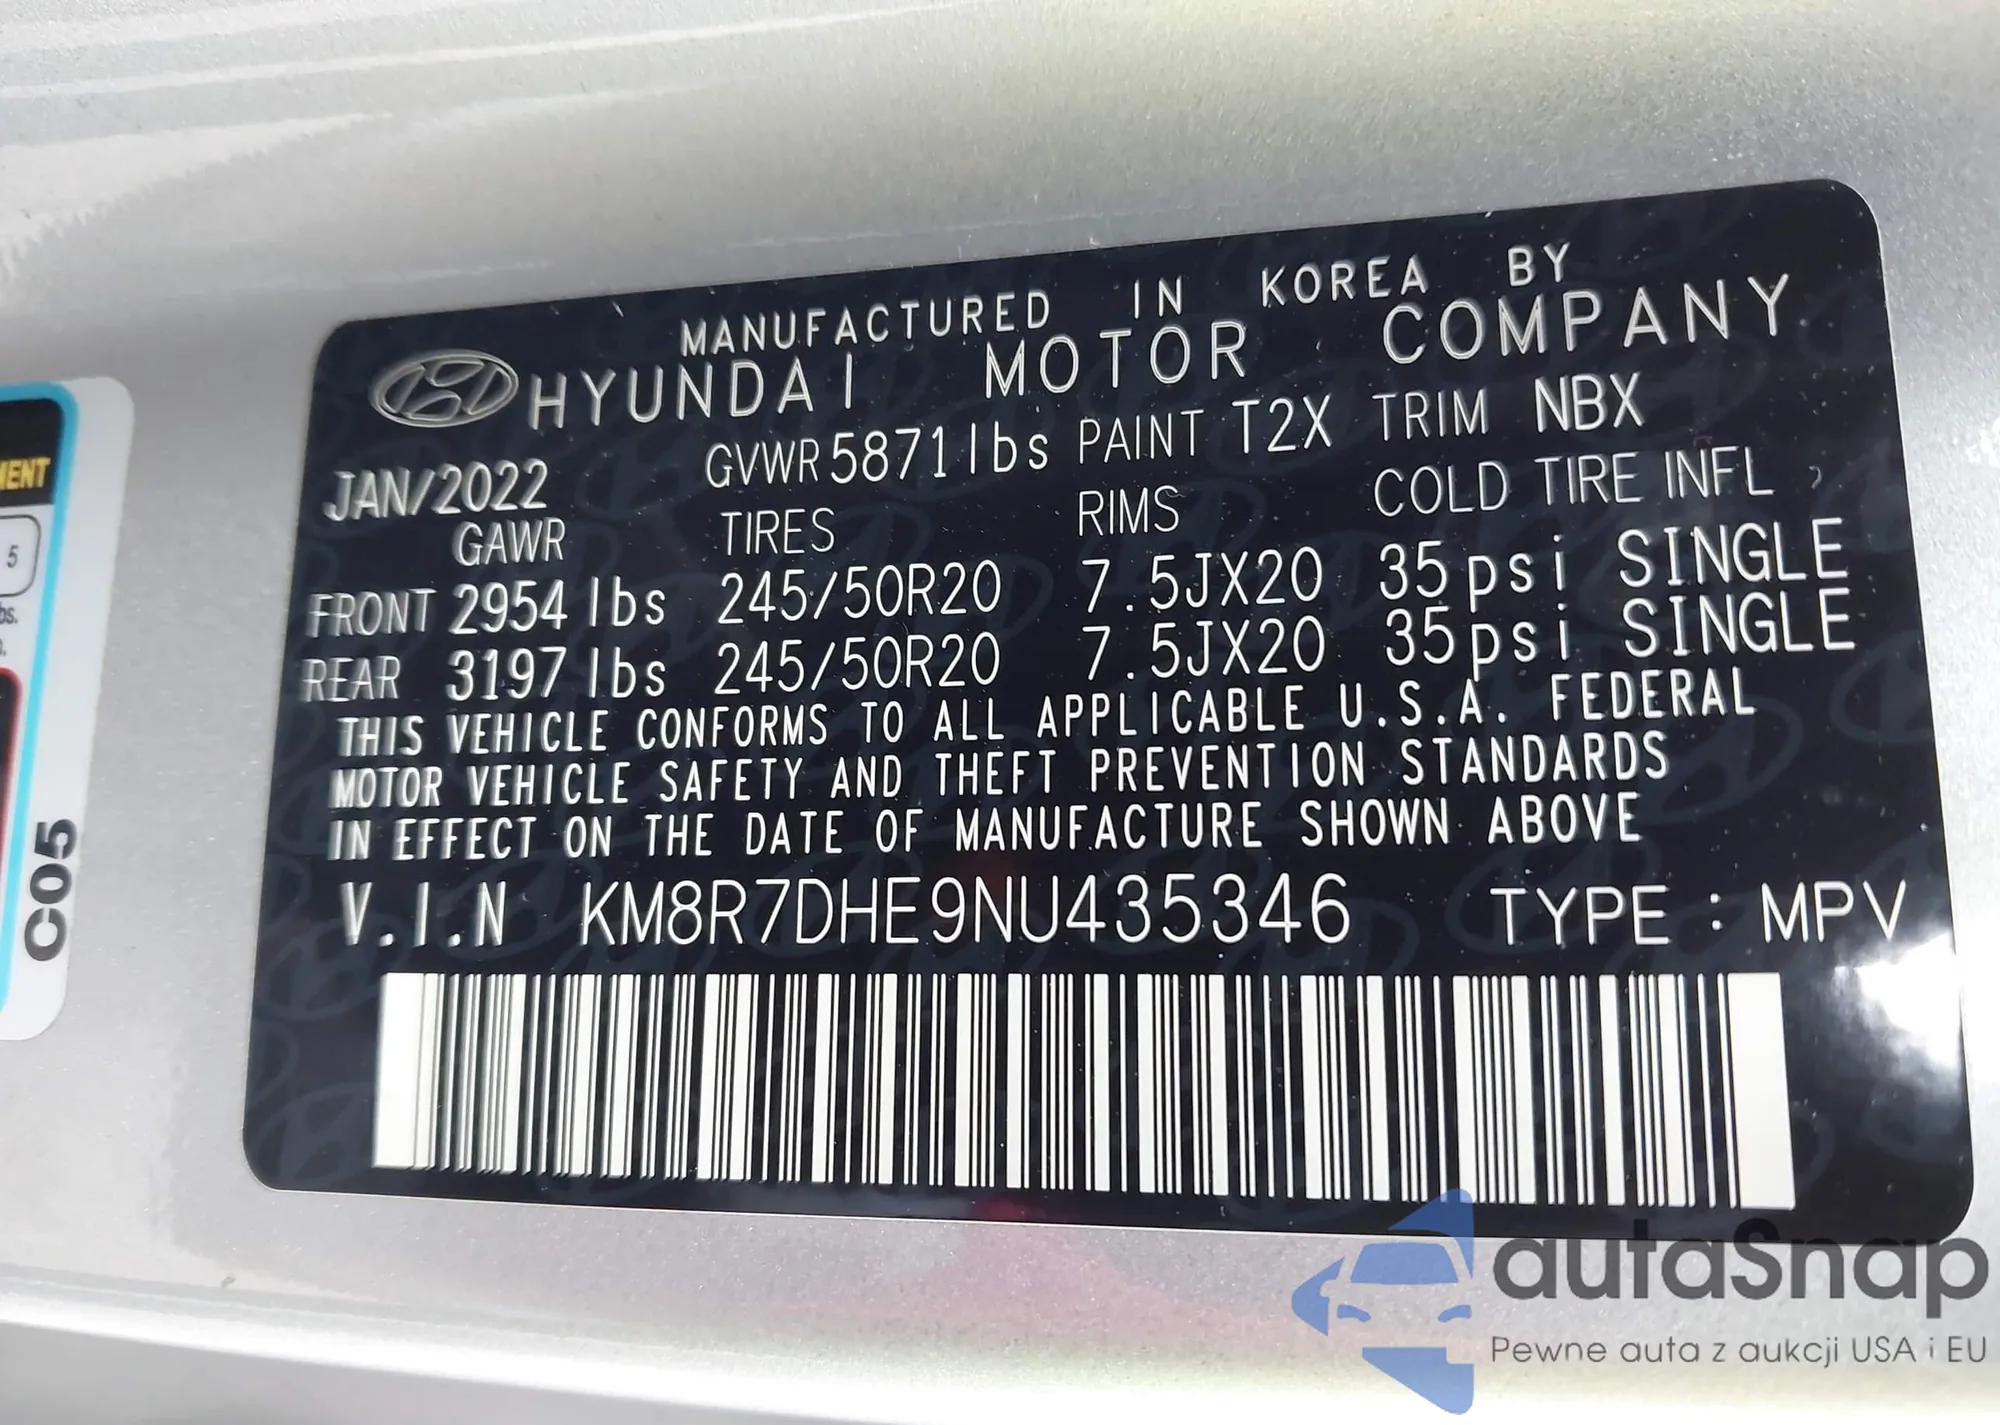 MANUFACTURED IN KOREA BY
HYUNDAI MOTOR COMPANY
JAN/2022 GVWR 5871 lbs PAINT T2X TRIM NBX
GAWR TIRES RIMS COLD TIRE INFL
FRONT 2954 lbs 245/50R20 7.5JX20 35psi SINGLE
REAR 3197 lbs 245/50R20 7.5JX20 35psi SINGLE
THIS VEHICLE CONFORMS TO ALL APPLICABLE U.S.A. FEDERAL
MOTOR VEHICLE SAFETY AND THEFT PREVENTION STANDARDS
IN EFFECT ON THE DATE OF MANUFACTURE SHOWN ABOVE
V.I.N KM8R7DHE9NU435346 TYPE : MPV
5
C05
autaSnap
Pewne auta z aukcji USA i EU